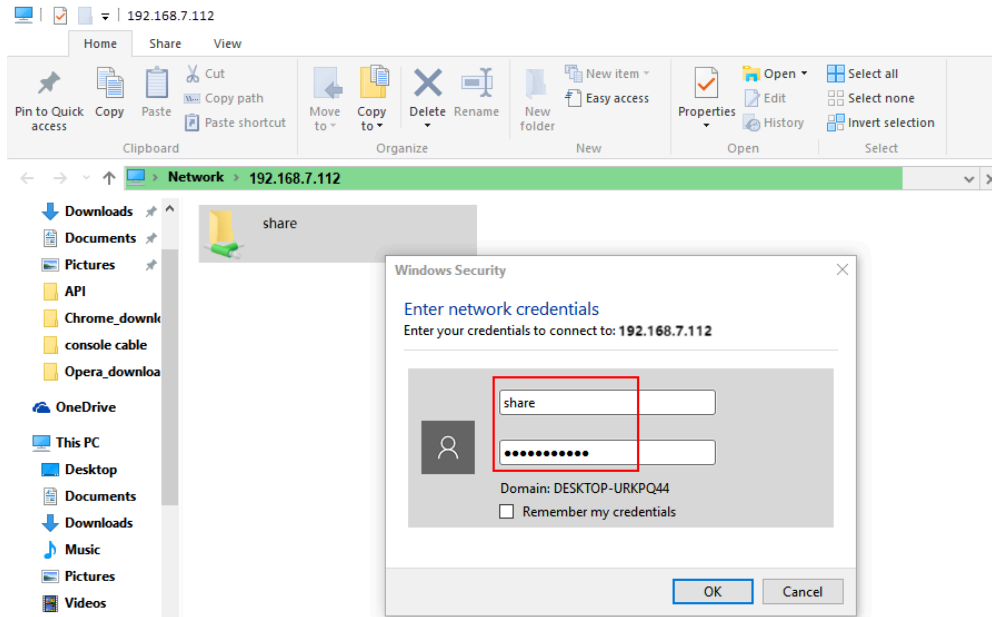 192.168.7.112
Home Share View
Pin to Quick access
Copy
Paste
Cut
Copy path
Paste shortcut
Clipboard
Move to
Copy to
Delete
Rename
Organize
New folder
New item
Easy access
New
Properties
Open
Edit
History
Open
Select all
Select none
Invert selection
Select
Network > 192.168.7.112
Downloads
Documents
Pictures
API
Chrome_downl
console cable
Opera_downloa
OneDrive
This PC
Desktop
Documents
Downloads
Music
Pictures
Videos
share
Windows Security
Enter network credentials
Enter your credentials to connect to: 192.168.7.112
share
•••••••••••
Domain: DESKTOP-URKPQ44
Remember my credentials
OK Cancel